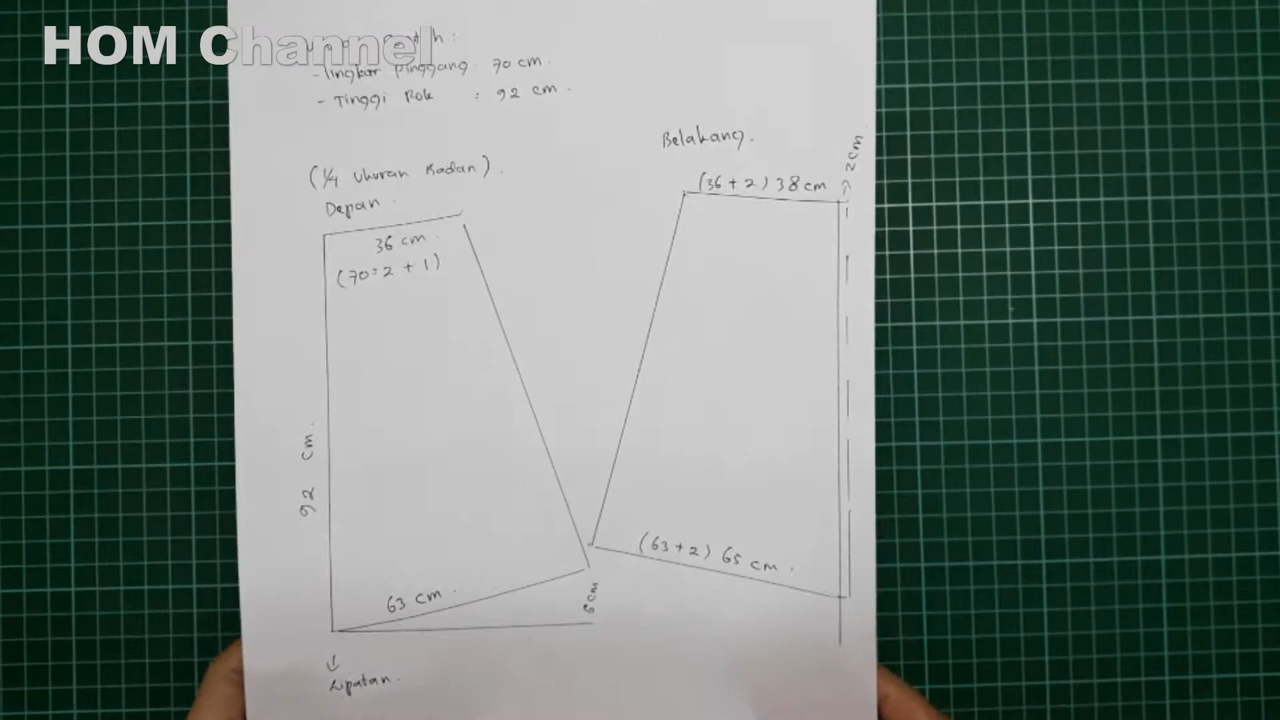 HOM Channel
- lingkar pinggang : 70 cm.
- Tinggi Rok : 92 cm.
Belakang.
(1/4 Ukuran Badan).
Depan.
(36 + 2) 38 cm
→ 2 cm
36 cm.
(70:2 + 1)
92 cm.
(63+2) 65 cm.
63 cm.
6 cm
↓
Lipatan.